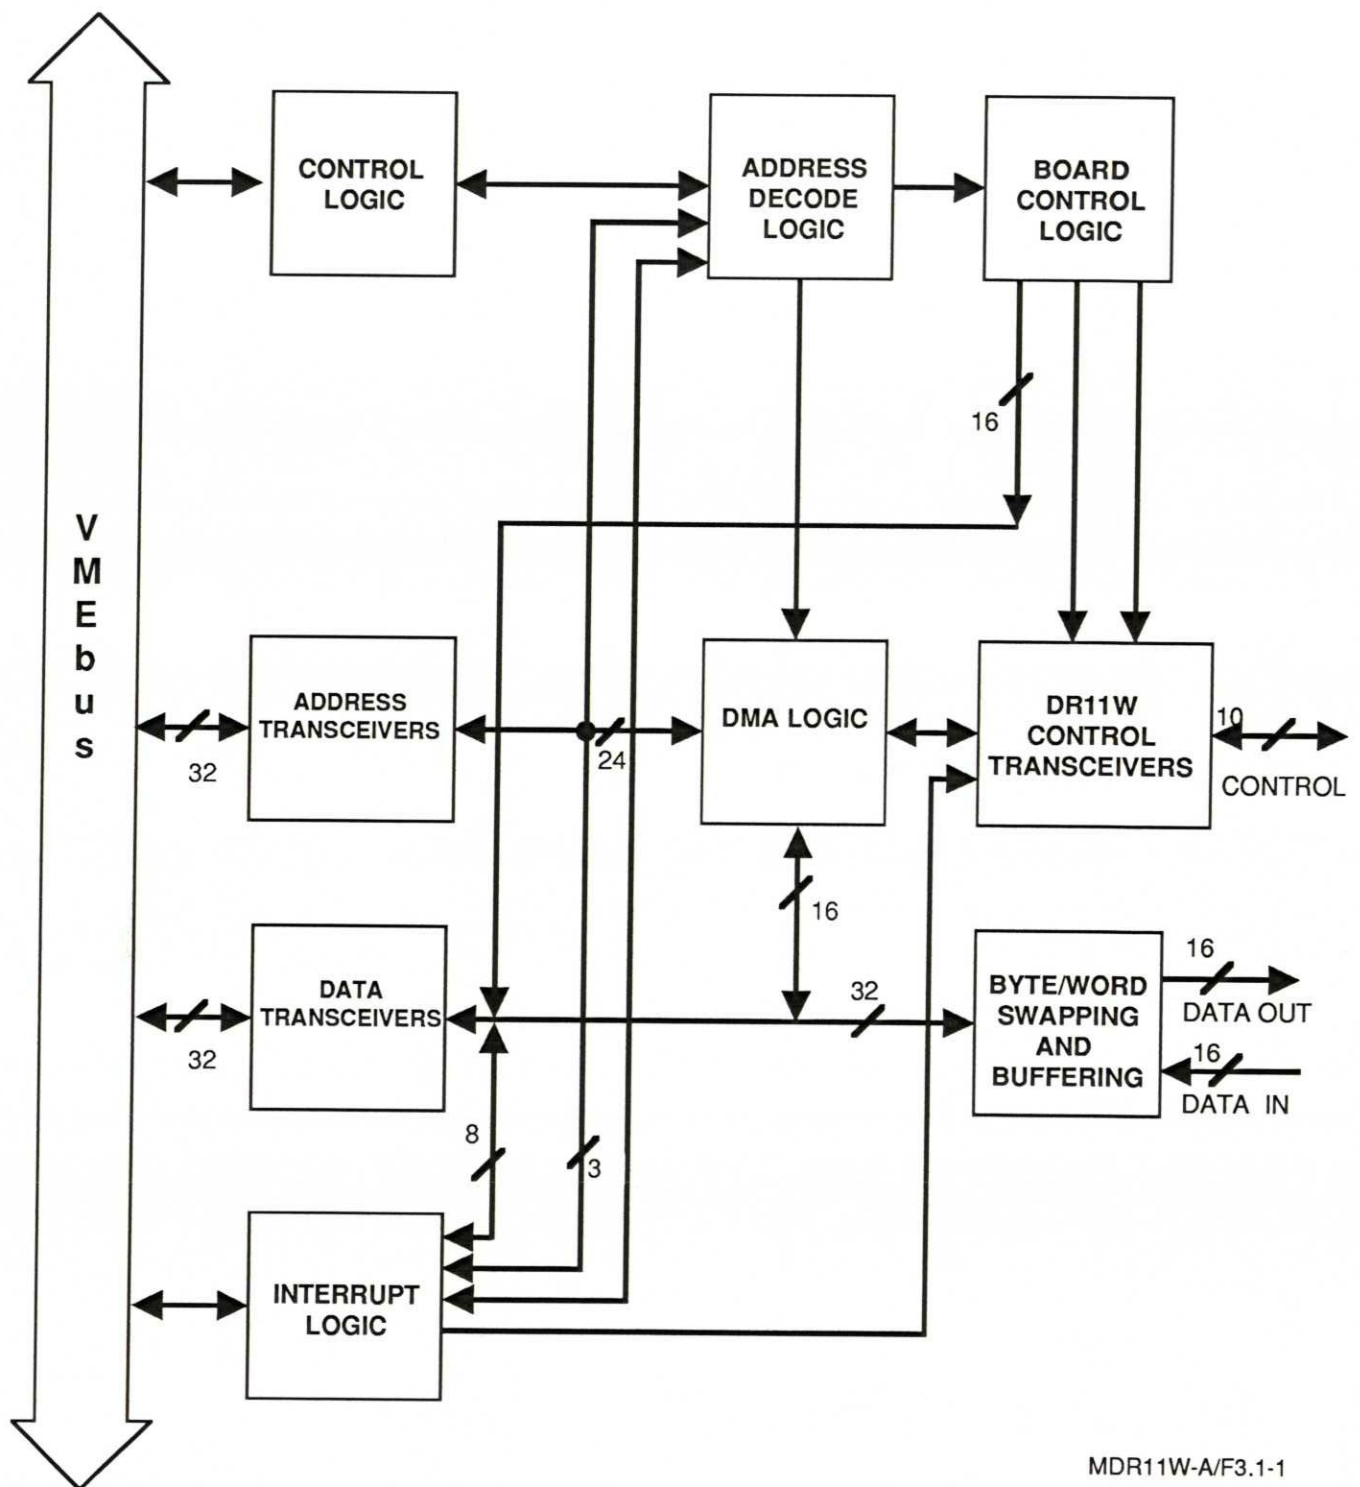 CONTROL
LOGIC
ADDRESS
DECODE
LOGIC
BOARD
CONTROL
LOGIC
16
VMEbus
ADDRESS
TRANSCEIVERS
32
24
DMA LOGIC
DR11W
CONTROL
TRANSCEIVERS
10
CONTROL
16
DATA
TRANSCEIVERS
32
32
BYTE/WORD
SWAPPING
AND
BUFFERING
16
DATA OUT
16
DATA IN
8
3
INTERRUPT
LOGIC
MDR11W-A/F3.1-1